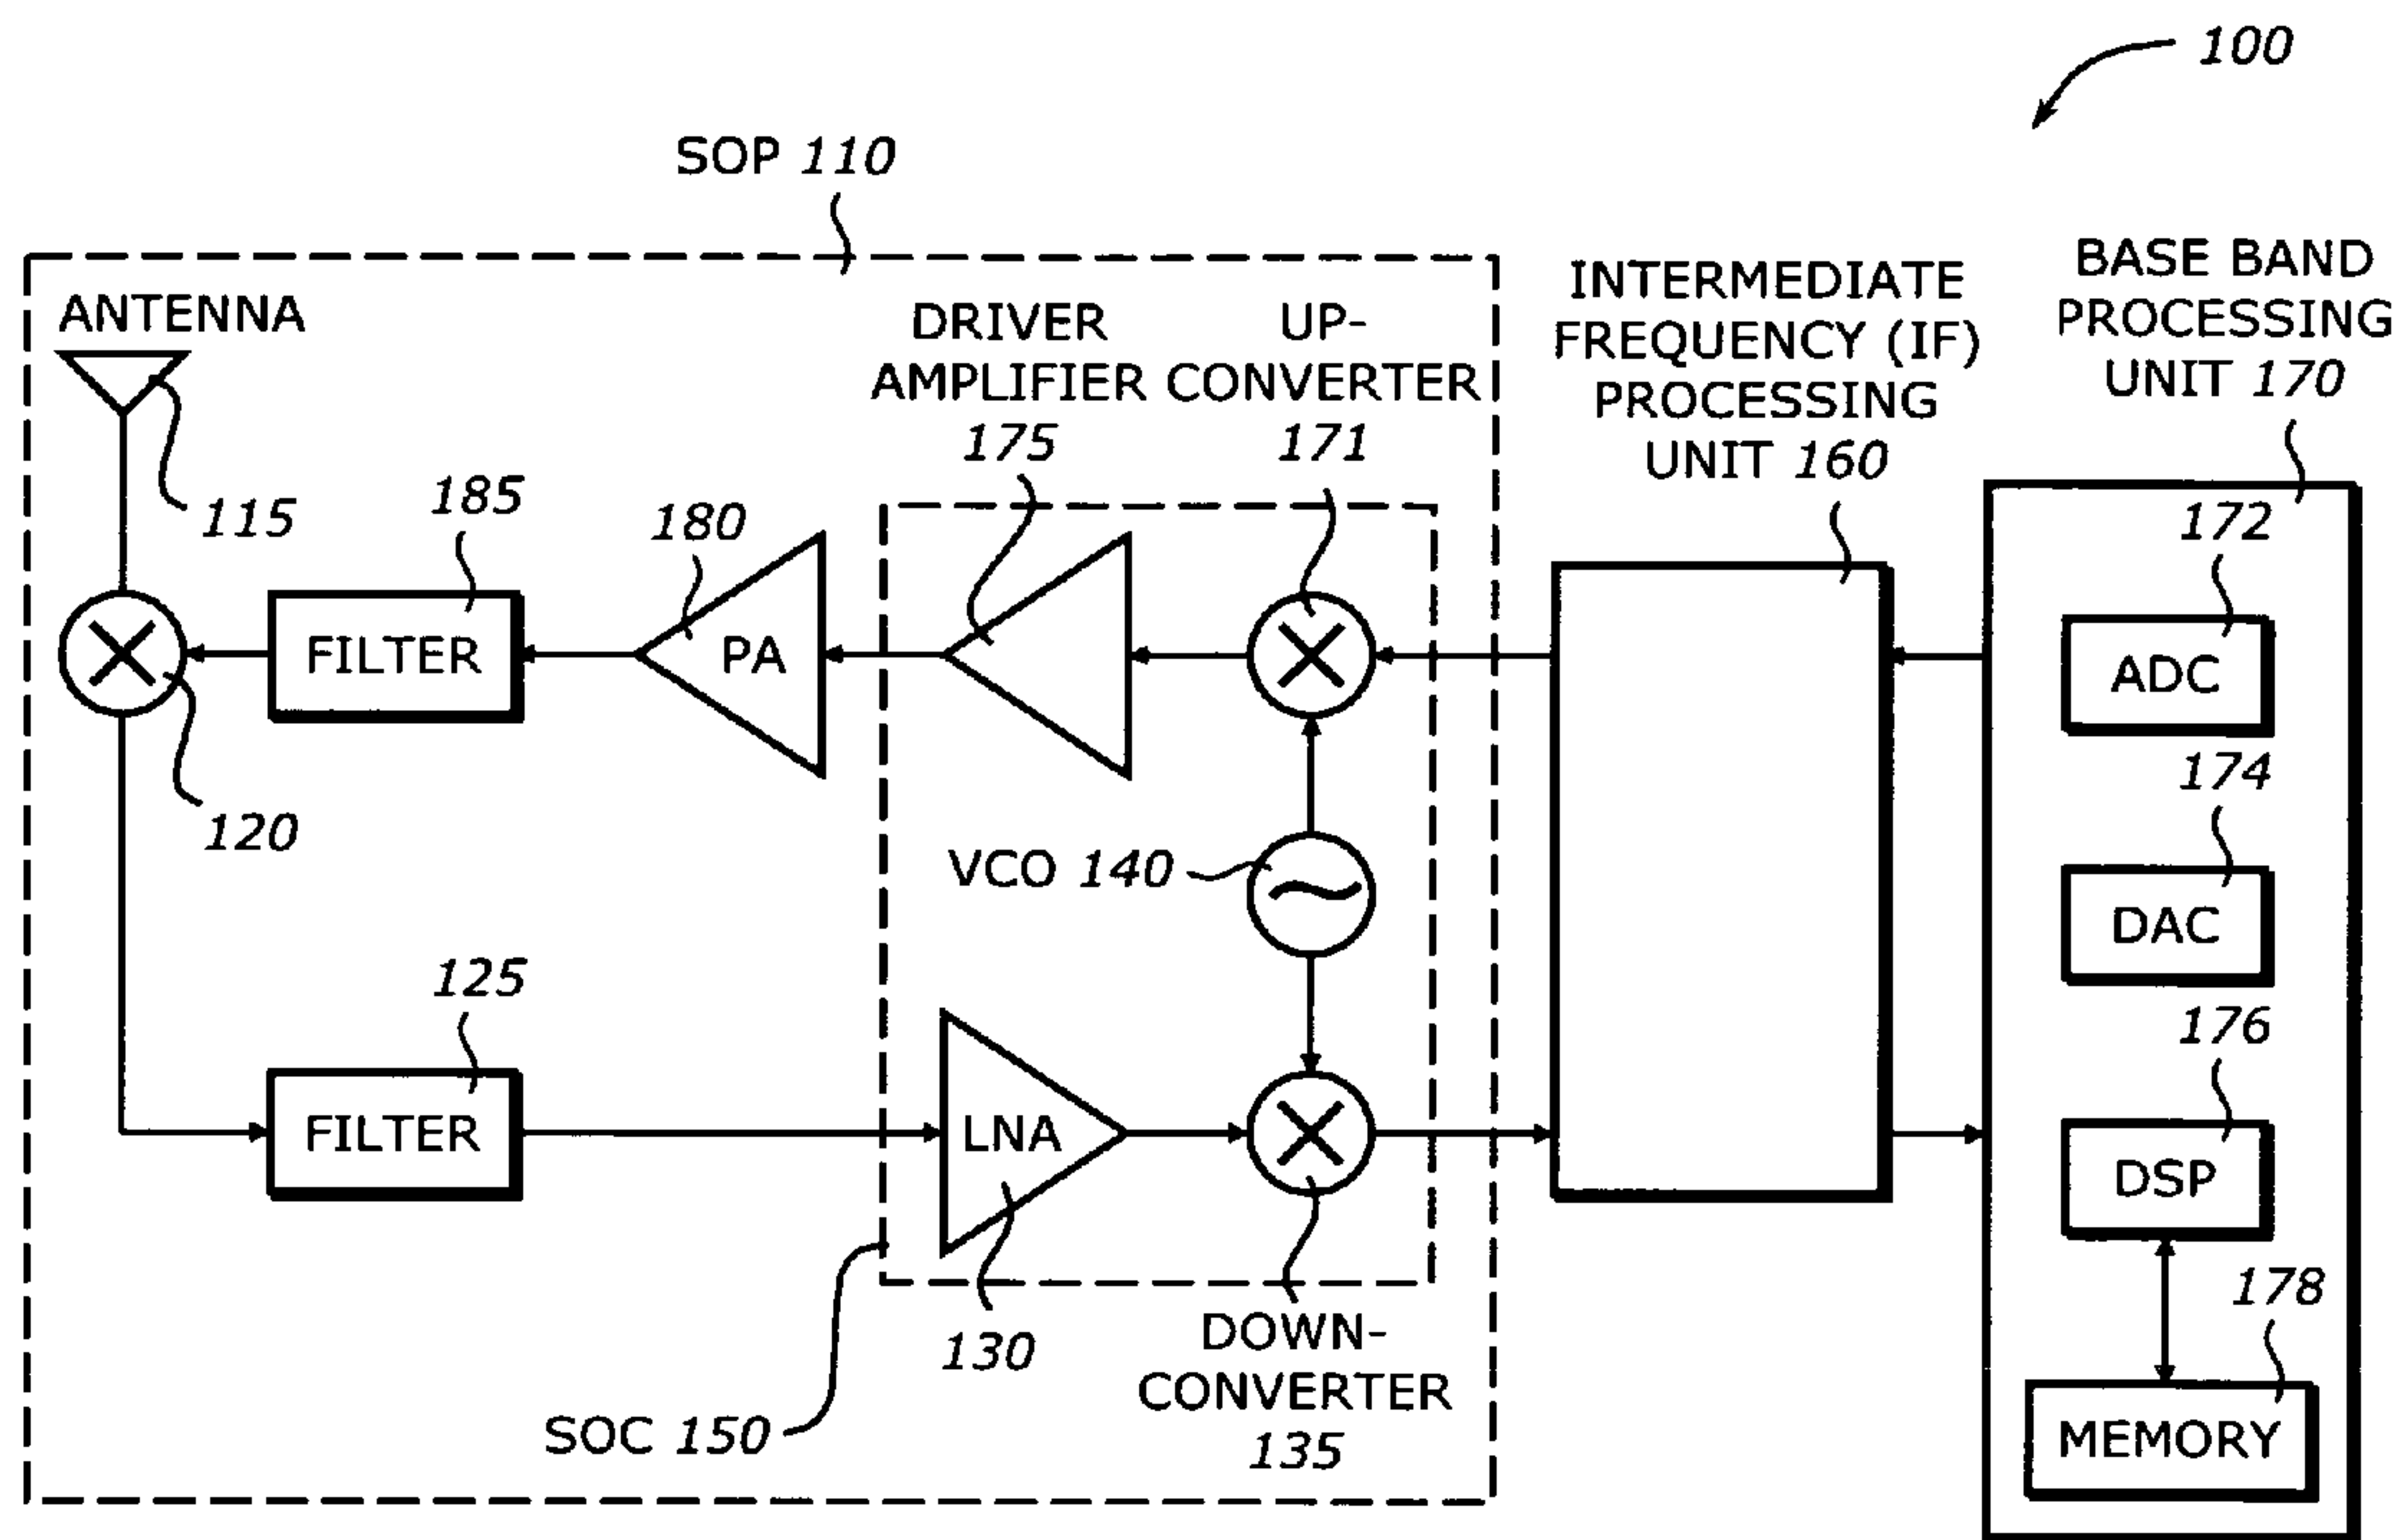 100
SOP 110
ANTENNA
115
DRIVER
AMPLIFIER
175
UP-
CONVERTER
171
INTERMEDIATE
FREQUENCY (IF)
PROCESSING
UNIT 160
BASE BAND
PROCESSING
UNIT 170
185
FILTER
180
PA
120
172
ADC
174
DAC
VCO 140
125
FILTER
LNA
130
176
DSP
178
MEMORY
DOWN-
CONVERTER
135
SOC 150